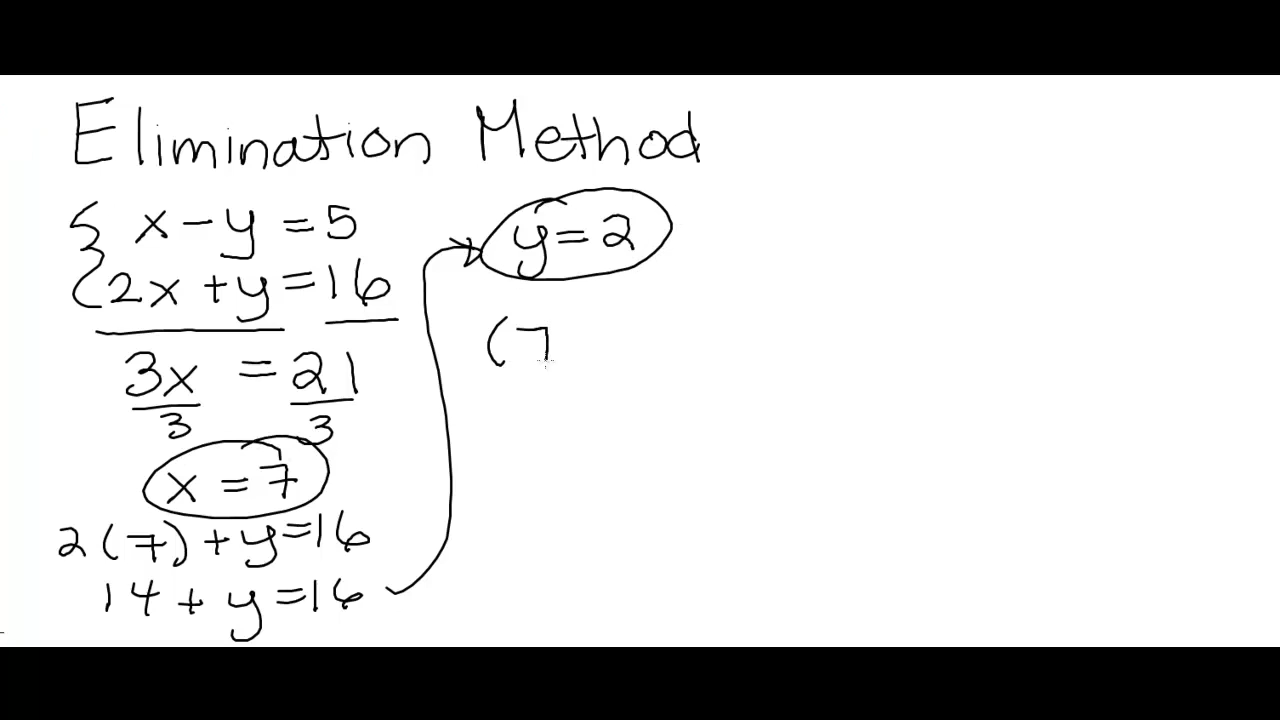 Elimination Method
{ x - y = 5
2x + y = 16
3x = 21
3 3
x = 7
2(7) + y = 16
14 + y = 16
y = 2
(7